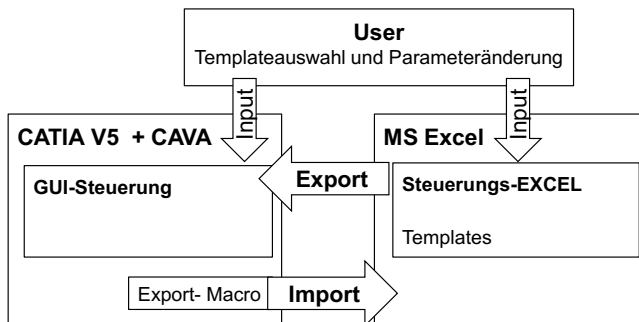 User
Templateauswahl und Parameteränderung
Input
Input
CATIA V5 + CAVA
MS Excel
GUI-Steuerung
Export
Steuerungs-EXCEL
Templates
Export- Macro
Import